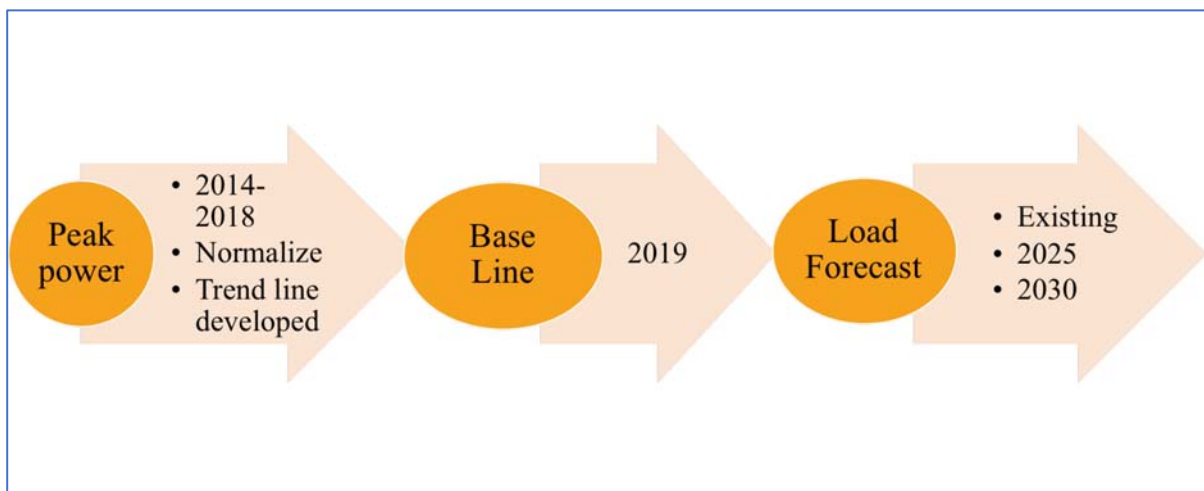 Peak
power
• 2014-
2018
• Normalize
• Trend line
developed
Base
Line
2019
Load
Forecast
• Existing
• 2025
• 2030